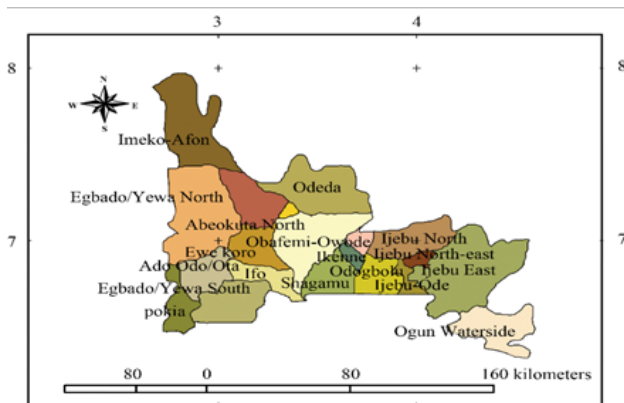 3 4
8 8
N
W E
S
Imeko-Afon
Odeda
Egbado/Yewa North
Abeokuta North
Obafemi-Owode
Ijebu North
7 7
Ewe koro
Ikenne
Ijebu North-east
Ado Odo/Ota
Ifo
Odogbolu
Ijebu East
Egbado/Yewa South
Shagamu
Ijebu-Ode
pokia
Ogun Waterside
80 0 80 160 kilometers